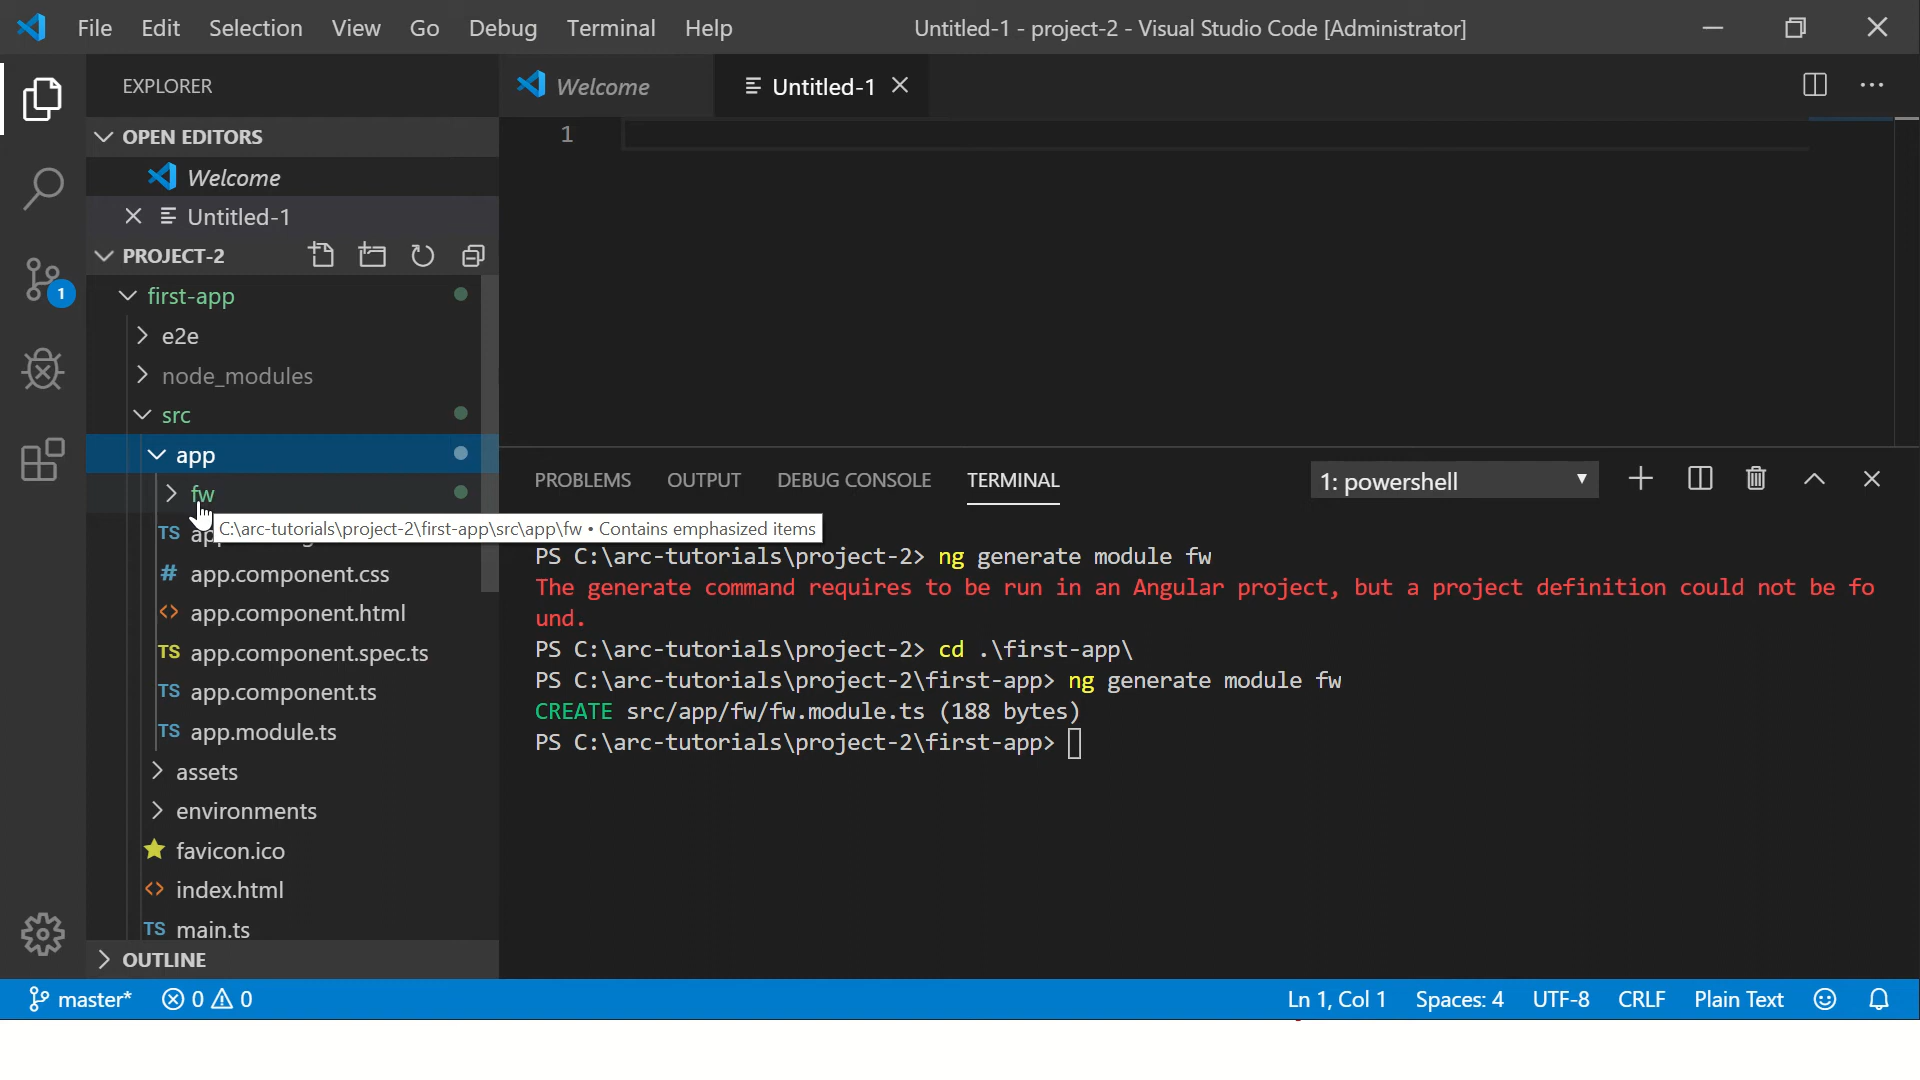 File Edit Selection View Go Debug Terminal Help
Untitled-1 - project-2 - Visual Studio Code [Administrator]
EXPLORER
OPEN EDITORS
Welcome
Untitled-1
PROJECT-2
first-app
e2e
node_modules
src
app
fw
C:\arc-tutorials\project-2\first-app\src\app\fw • Contains emphasized items
TS
# app.component.css
<> app.component.html
TS app.component.spec.ts
TS app.component.ts
TS app.module.ts
assets
environments
favicon.ico
<> index.html
TS main.ts
OUTLINE
1
Welcome
Untitled-1
1
PROBLEMS OUTPUT DEBUG CONSOLE TERMINAL
1: powershell
PS C:\arc-tutorials\project-2> ng generate module fw
The generate command requires to be run in an Angular project, but a project definition could not be fo
und.
PS C:\arc-tutorials\project-2> cd .\first-app\
PS C:\arc-tutorials\project-2\first-app> ng generate module fw
CREATE src/app/fw/fw.module.ts (188 bytes)
PS C:\arc-tutorials\project-2\first-app>
master* 0 0
Ln 1, Col 1 Spaces: 4 UTF-8 CRLF Plain Text